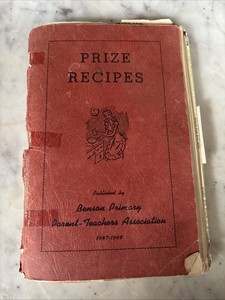 PRIZE
RECIPES
Published by
Benson Primary
Parent-Teachers Association
1947-1948